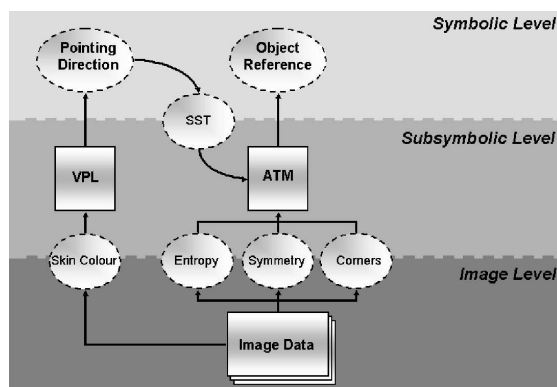 Symbolic Level
Pointing
Direction
Object
Reference
SST
Subsymbolic Level
VPL
ATM
Skin Colour
Entropy
Symmetry
Corners
Image Level
Image Data